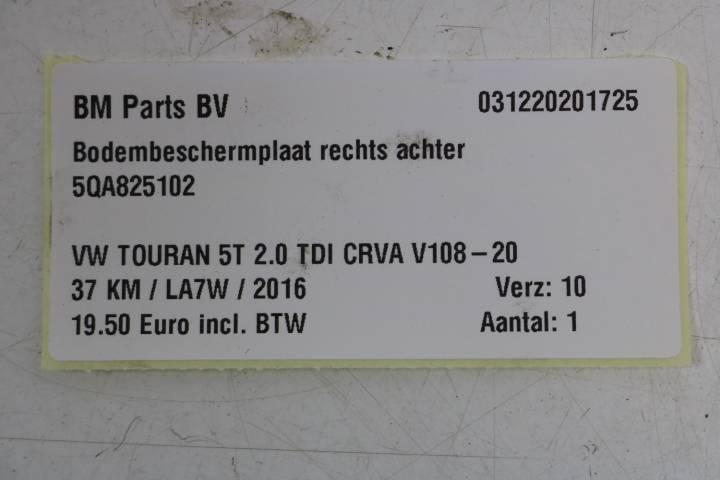 BM Parts BV 031220201725
Bodembeschermplaat rechts achter
5QA825102
VW TOURAN 5T 2.0 TDI CRVA V108-20
37 KM / LA7W / 2016 Verz: 10
19.50 Euro incl. BTW Aantal: 1